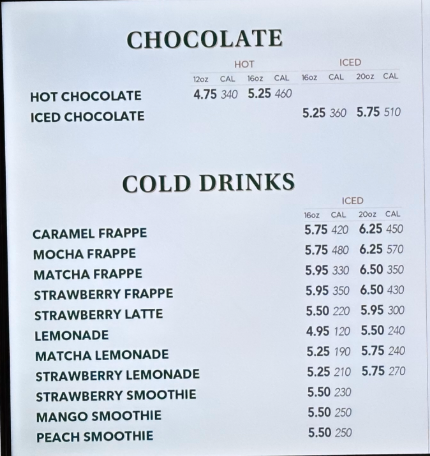 CHOCOLATE
HOT ICED
12oz CAL 16oz CAL 16oz CAL 20oz CAL
HOT CHOCOLATE 4.75 340 5.25 460
ICED CHOCOLATE 5.25 360 5.75 510
COLD DRINKS
ICED
16oz CAL 20oz CAL
CARAMEL FRAPPE 5.75 420 6.25 450
MOCHA FRAPPE 5.75 480 6.25 570
MATCHA FRAPPE 5.95 330 6.50 350
STRAWBERRY FRAPPE 5.95 350 6.50 430
STRAWBERRY LATTE 5.50 220 5.95 300
LEMONADE 4.95 120 5.50 240
MATCHA LEMONADE 5.25 190 5.75 240
STRAWBERRY LEMONADE 5.25 210 5.75 270
STRAWBERRY SMOOTHIE 5.50 230
MANGO SMOOTHIE 5.50 250
PEACH SMOOTHIE 5.50 250